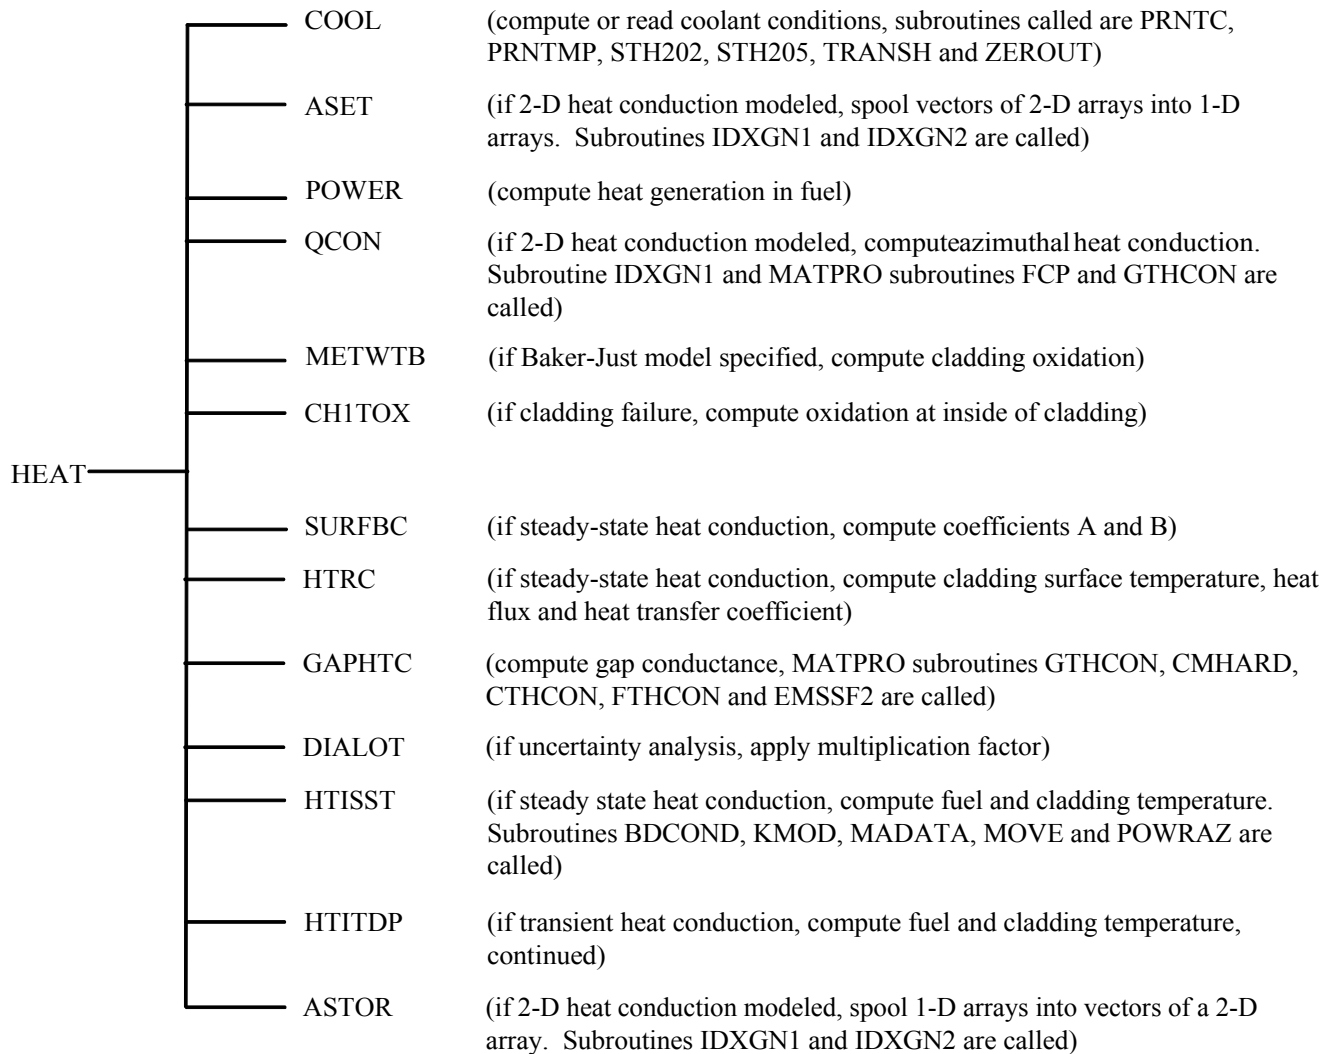 COOL (compute or read coolant conditions, subroutines called are PRNTC,
PRNTMP, STH202, STH205, TRANSH and ZEROUT)
ASET (if 2-D heat conduction modeled, spool vectors of 2-D arrays into 1-D
arrays. Subroutines IDXGN1 and IDXGN2 are called)
POWER (compute heat generation in fuel)
QCON (if 2-D heat conduction modeled, computeazimuthal heat conduction.
Subroutine IDXGN1 and MATPRO subroutines FCP and GTHCON are
called)
METWTB (if Baker-Just model specified, compute cladding oxidation)
CH1TOX (if cladding failure, compute oxidation at inside of cladding)
HEAT
SURFBC (if steady-state heat conduction, compute coefficients A and B)
HTRC (if steady-state heat conduction, compute cladding surface temperature, heat
flux and heat transfer coefficient)
GAPHTC (compute gap conductance, MATPRO subroutines GTHCON, CMHARD,
CTHCON, FTHCON and EMSSF2 are called)
DIALOT (if uncertainty analysis, apply multiplication factor)
HTISST (if steady state heat conduction, compute fuel and cladding temperature.
Subroutines BDCOND, KMOD, MADATA, MOVE and POWRAZ are
called)
HTITDP (if transient heat conduction, compute fuel and cladding temperature,
continued)
ASTOR (if 2-D heat conduction modeled, spool 1-D arrays into vectors of a 2-D
array. Subroutines IDXGN1 and IDXGN2 are called)